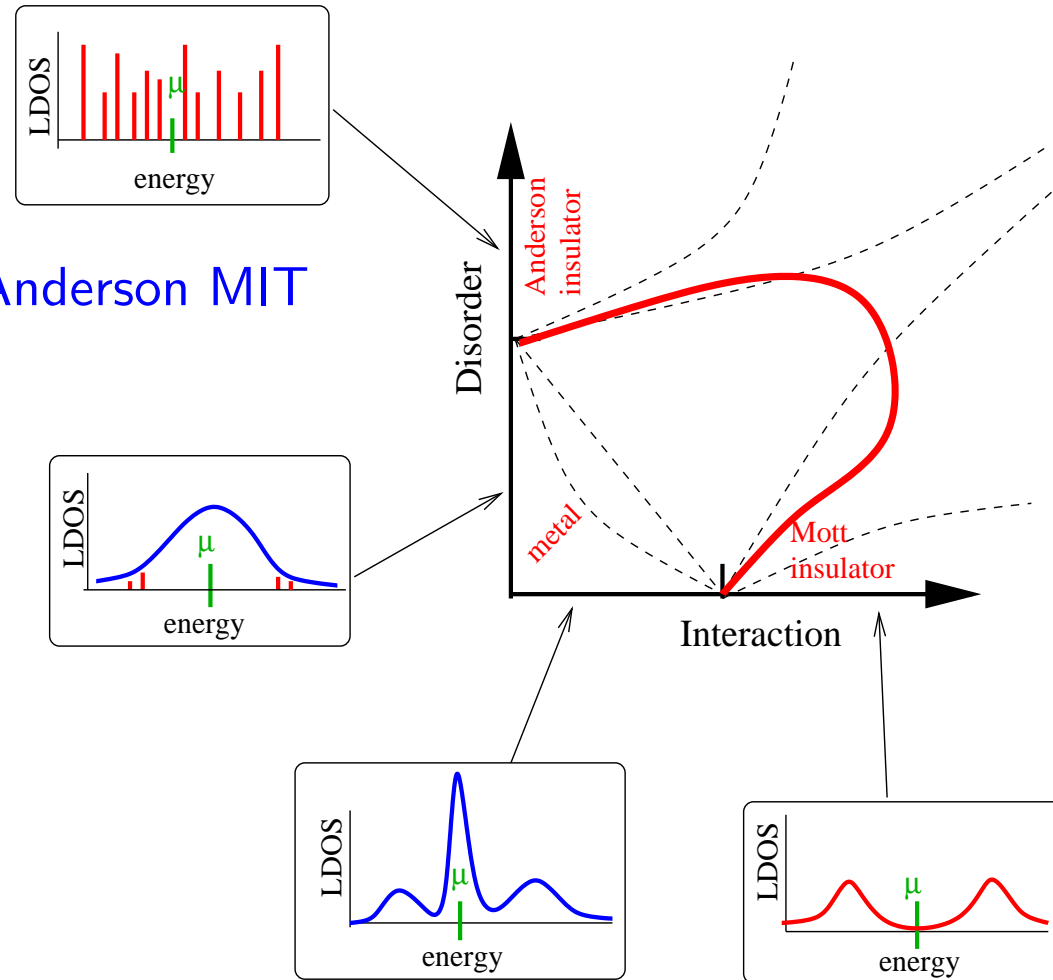 LDOS
μ
energy
Anderson MIT
Disorder
Anderson
insulator
metal
Mott
insulator
Interaction
LDOS
μ
energy
LDOS
μ
energy
LDOS
μ
energy